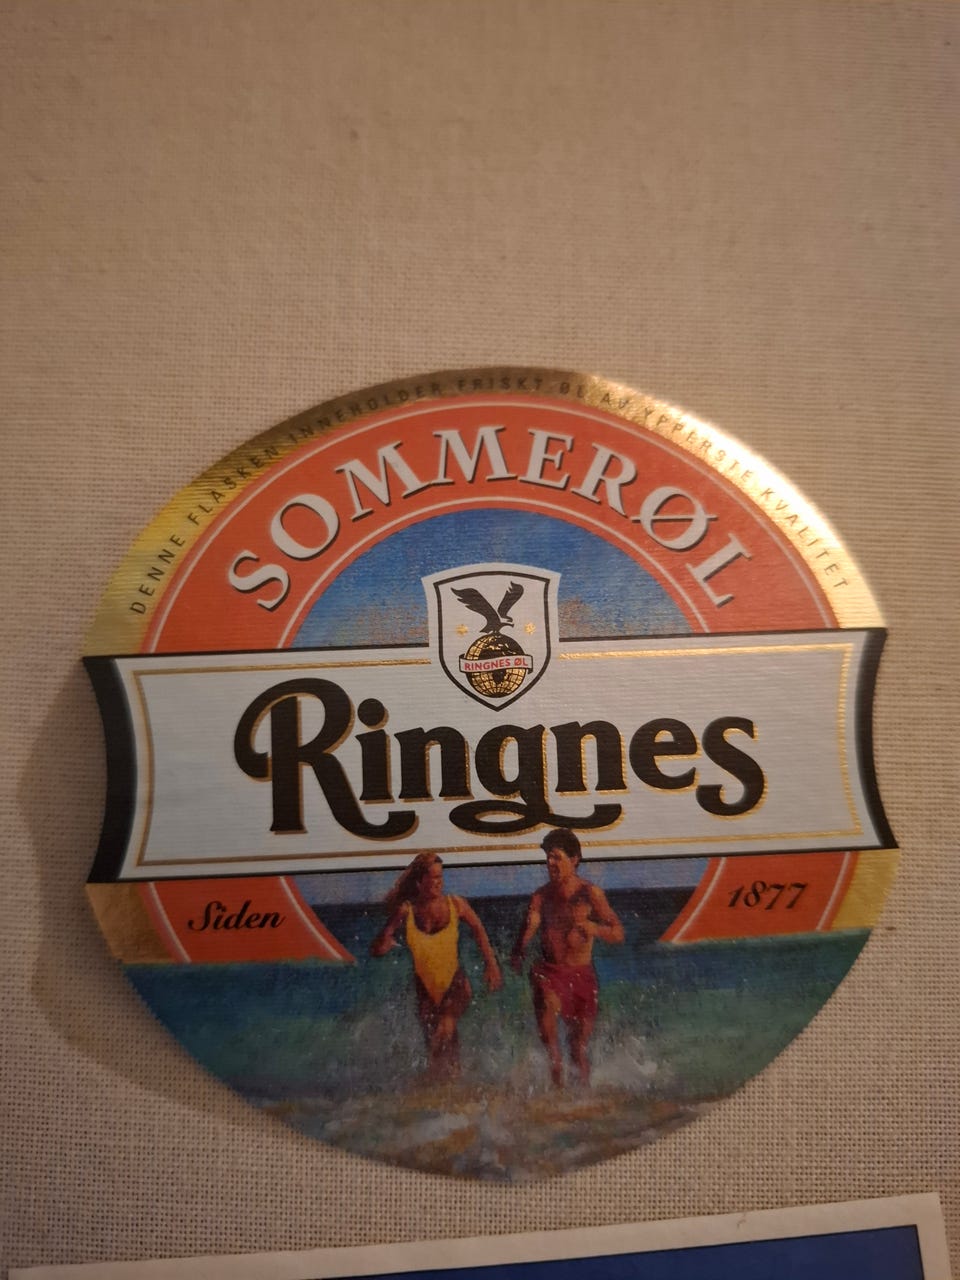 DENNE FLASKEN INNEHOLDER FRISKT ØL AV YPPERSTE KVALITET
SOMMERØL
RINGNES ØL
Ringnes
Siden 1877